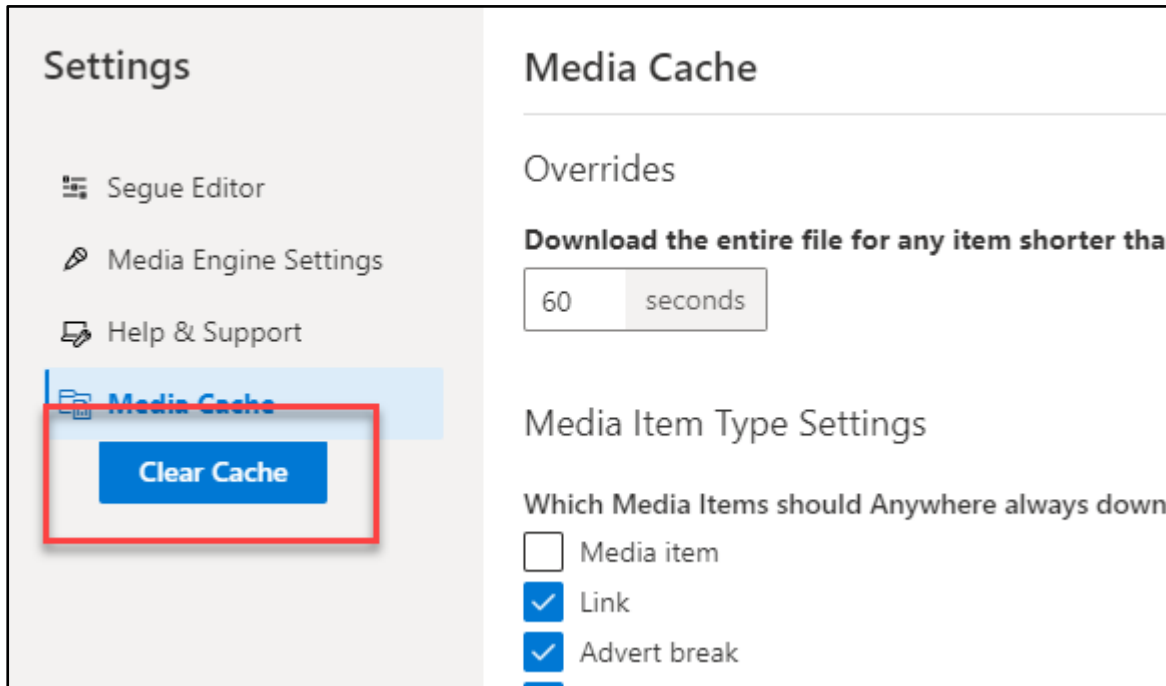 Settings
Segue Editor
Media Engine Settings
Help & Support
Media Cache
Clear Cache
Media Cache
Overrides
Download the entire file for any item shorter tha
60 seconds
Media Item Type Settings
Which Media Items should Anywhere always down
Media item
Link
Advert break